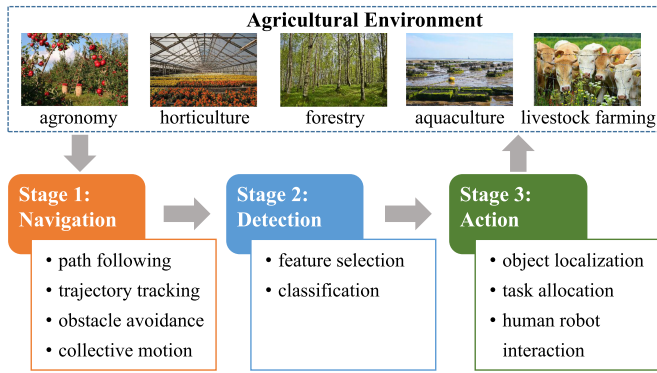 Agricultural Environment
agronomy
horticulture
forestry
aquaculture
livestock farming
Stage 1:
Navigation
• path following
• trajectory tracking
• obstacle avoidance
• collective motion
Stage 2:
Detection
• feature selection
• classification
Stage 3:
Action
• object localization
• task allocation
• human robot
interaction